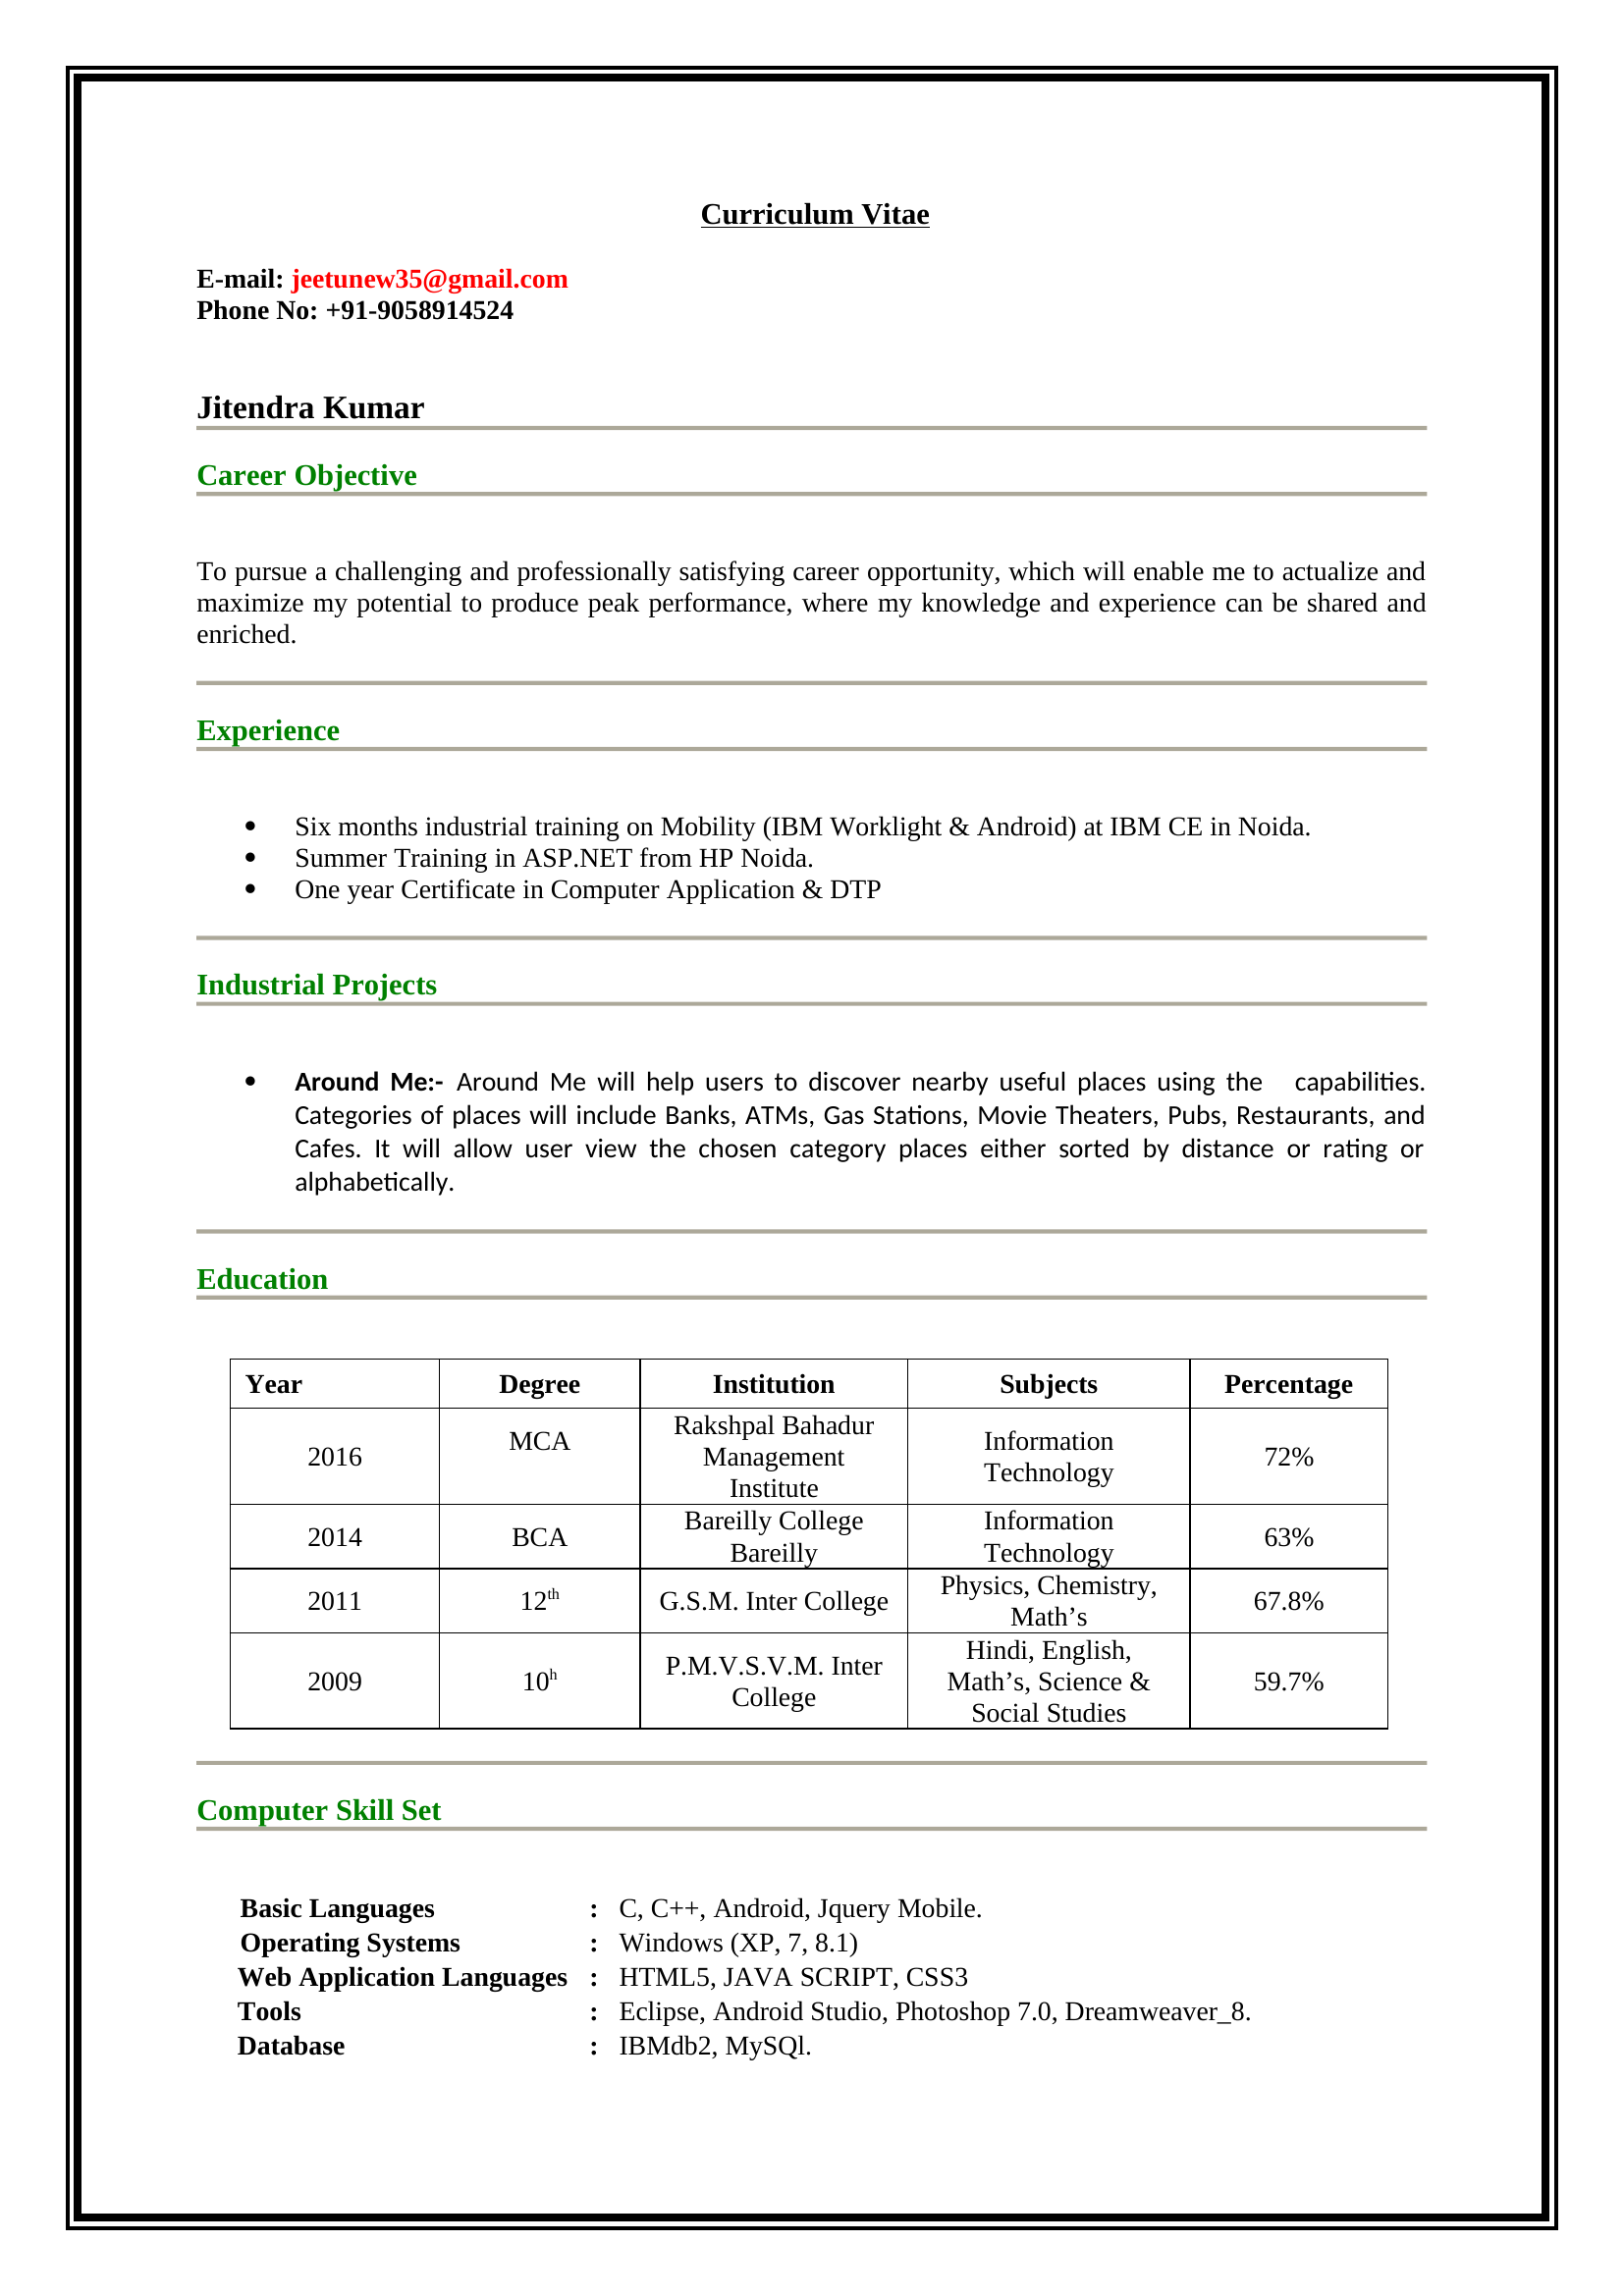 Curriculum Vitae
E-mail: jeetunew35@gmail.com
Phone No: +91-9058914524
Jitendra Kumar
Career Objective
To pursue a challenging and professionally satisfying career opportunity, which will enable me to actualize and
maximize my potential to produce peak performance, where my knowledge and experience can be shared and
enriched.
Experience
• Six months industrial training on Mobility (IBM Worklight & Android) at IBM CE in Noida.
• Summer Training in ASP.NET from HP Noida.
• One year Certificate in Computer Application & DTP
Industrial Projects
• Around Me:- Around Me will help users to discover nearby useful places using the capabilities.
Categories of places will include Banks, ATMs, Gas Stations, Movie Theaters, Pubs, Restaurants, and
Cafes. It will allow user view the chosen category places either sorted by distance or rating or
alphabetically.
Education
Year Degree Institution Subjects Percentage
2016 MCA Rakshpal Bahadur Management Institute Information Technology 72%
2014 BCA Bareilly College Bareilly Information Technology 63%
2011 12th G.S.M. Inter College Physics, Chemistry, Math’s 67.8%
2009 10h P.M.V.S.V.M. Inter College Hindi, English, Math’s, Science & Social Studies 59.7%
Computer Skill Set
Basic Languages : C, C++, Android, Jquery Mobile.
Operating Systems : Windows (XP, 7, 8.1)
Web Application Languages : HTML5, JAVA SCRIPT, CSS3
Tools : Eclipse, Android Studio, Photoshop 7.0, Dreamweaver_8.
Database : IBMdb2, MySQl.